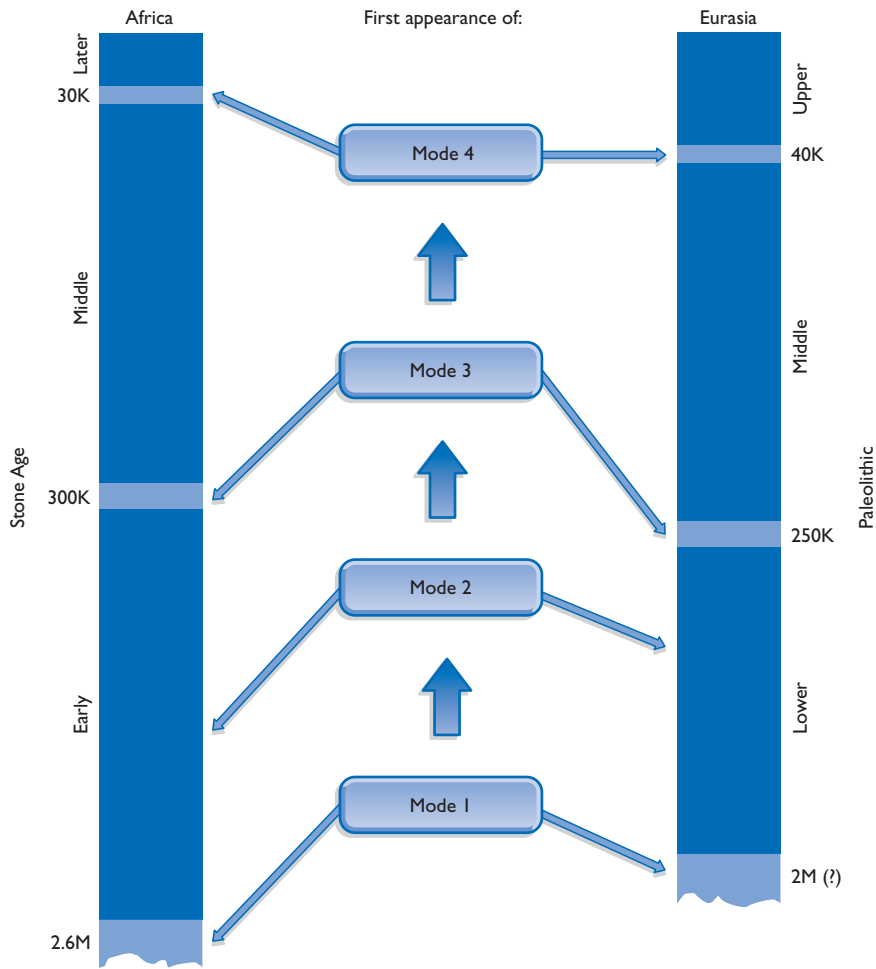 Africa
First appearance of:
Eurasia
Later
30K
Upper
Mode 4
40K
Middle
Mode 3
Middle
Stone Age
300K
Paleolithic
250K
Mode 2
Early
Lower
Mode 1
2M (?)
2.6M